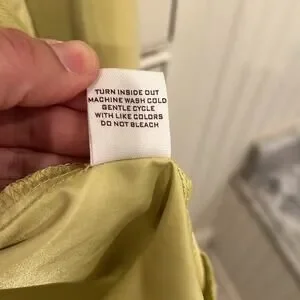 TURN INSIDE OUT
MACHINE WASH COLD
GENTLE CYCLE
WITH LIKE COLORS
DO NOT BLEACH